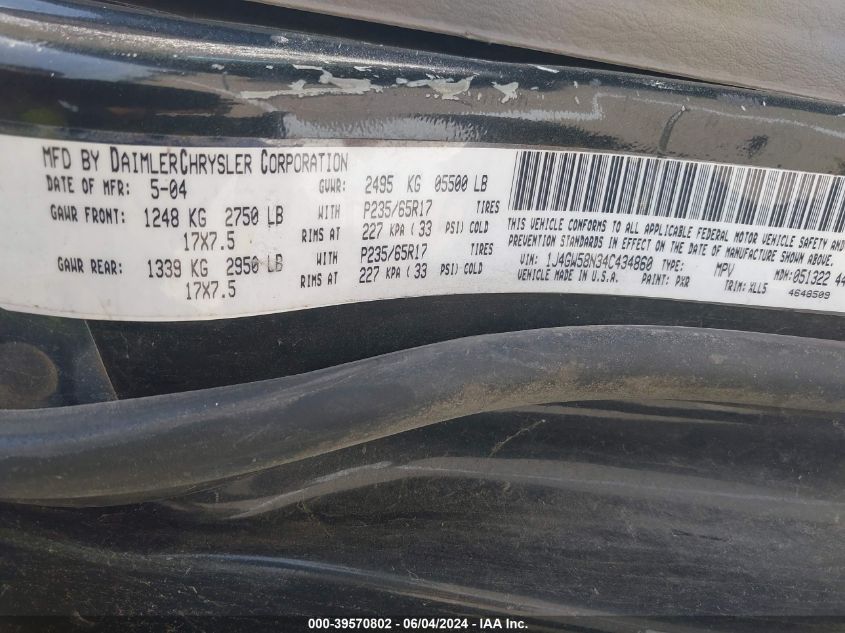 MFD BY DAIMLERCHRYSLER CORPORATION
DATE OF MFR: 5-04 GVWR: 2495 KG 05500 LB
GAWR FRONT: 1248 KG 2750 LB WITH P235/65R17 TIRES
17X7.5 RIMS AT 227 KPA ( 33 PSI) COLD
GAWR REAR: 1339 KG 2950 LB WITH P235/65R17 TIRES
17X7.5 RIMS AT 227 KPA ( 33 PSI) COLD
THIS VEHICLE CONFORMS TO ALL APPLICABLE FEDERAL MOTOR VEHICLE SAFETY AND
PREVENTION STANDARDS IN EFFECT ON THE DATE OF MANUFACTURE SHOWN ABOVE.
VIN: 1J4GW58N34C434860 TYPE: MPV MDH: 051322 44
VEHICLE MADE IN U.S.A. PAINT: PXR TRIM: XLL5 4648509
000-39570802 - 06/04/2024 - IAA Inc.